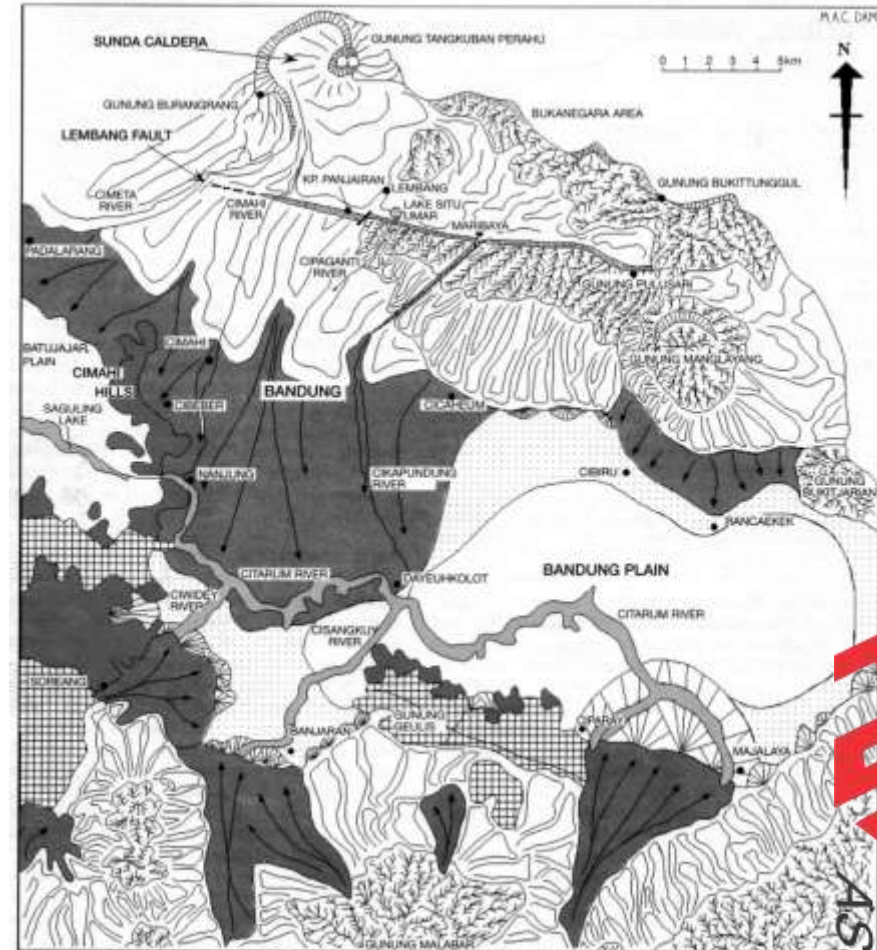 M.A.C. DAM
SUNDA CALDERA
GUNUNG TANGKUBAN PERAHU
0 1 2 3 5km
N
GUNUNG BURANGRANG
BUKANEGARA AREA
LEMBANG FAULT
KP. PANJAIRAN
LEMBANG
CIMETA
RIVER
CIMAHI
RIVER
LAKE SITU
UMAR
GUNUNG BUKITTUNGGUL
MARIBAYA
PADALARANG
CIPAGANTI
RIVER
GUNUNG PULUSARI
BATUJAJAR
PLAIN
CIMAHI
CIMAHI
HILLS
BANDUNG
GUNUNG MANGLAYANG
CIBEBER
CICAHEUM
SAGULING
LAKE
NANJUNG
CIKAPUNDUNG
RIVER
CIBIRU
GUNUNG
BUKITJARIAN
RANCAEKEK
CITARUM RIVER
DAYEUHKOLOT
BANDUNG PLAIN
CIWIDEY
RIVER
CISANGKUY
RIVER
CITARUM RIVER
SOREANG
BANJARAN
GUNUNG
GEULIS
CIPARAY
MAJALAYA
GUNUNG MALABAR
AS